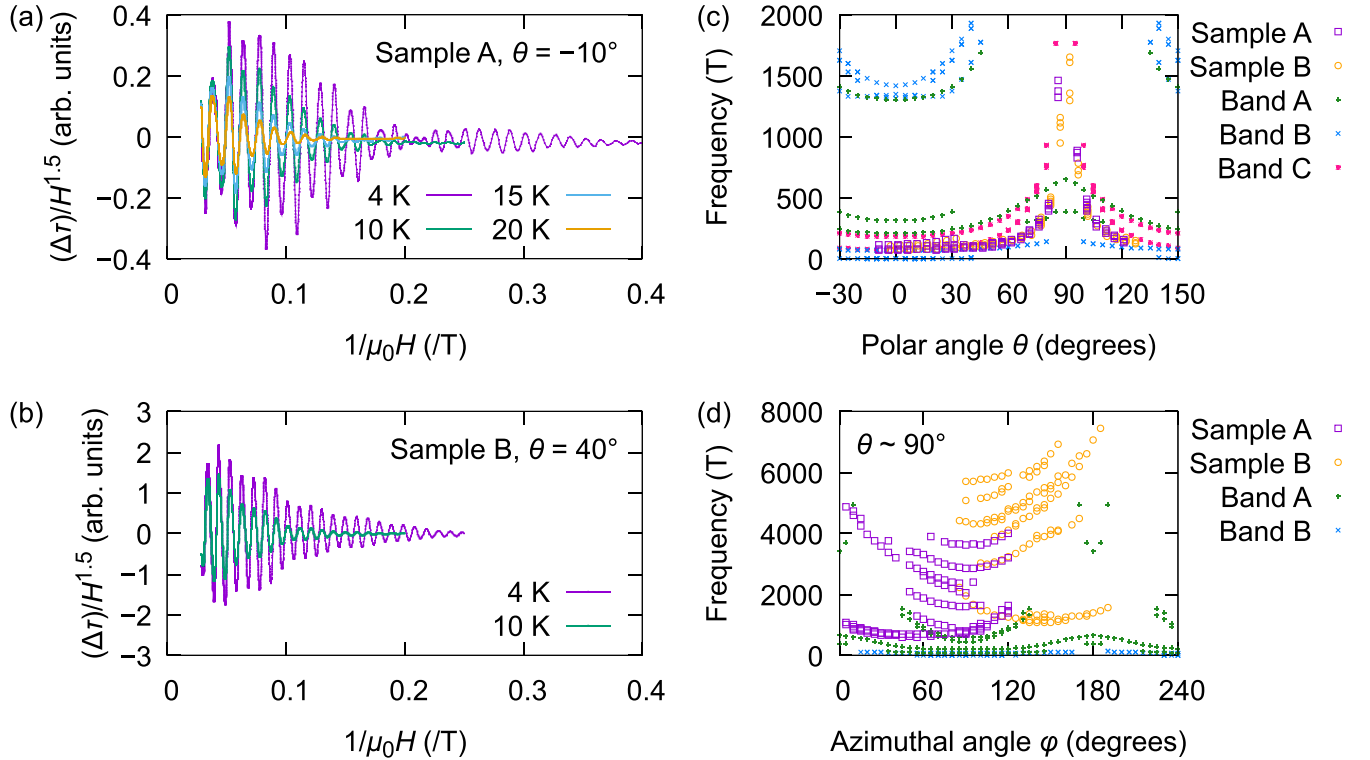 (a)
(Δτ)/H^1.5 (arb. units)
0.4
0.2
0
−0.2
−0.4
Sample A, θ = −10°
4 K
15 K
10 K
20 K
0
0.1
0.2
0.3
0.4
1/μ₀H (/T)
(b)
(Δτ)/H^1.5 (arb. units)
3
2
1
0
−1
−2
−3
Sample B, θ = 40°
4 K
10 K
0
0.1
0.2
0.3
0.4
1/μ₀H (/T)
(c)
Frequency (T)
2000
1500
1000
500
0
Sample A
Sample B
Band A
Band B
Band C
−30
0
30
60
90
120
150
Polar angle θ (degrees)
(d)
Frequency (T)
8000
6000
4000
2000
0
θ ~ 90°
Sample A
Sample B
Band A
Band B
0
60
120
180
240
Azimuthal angle φ (degrees)